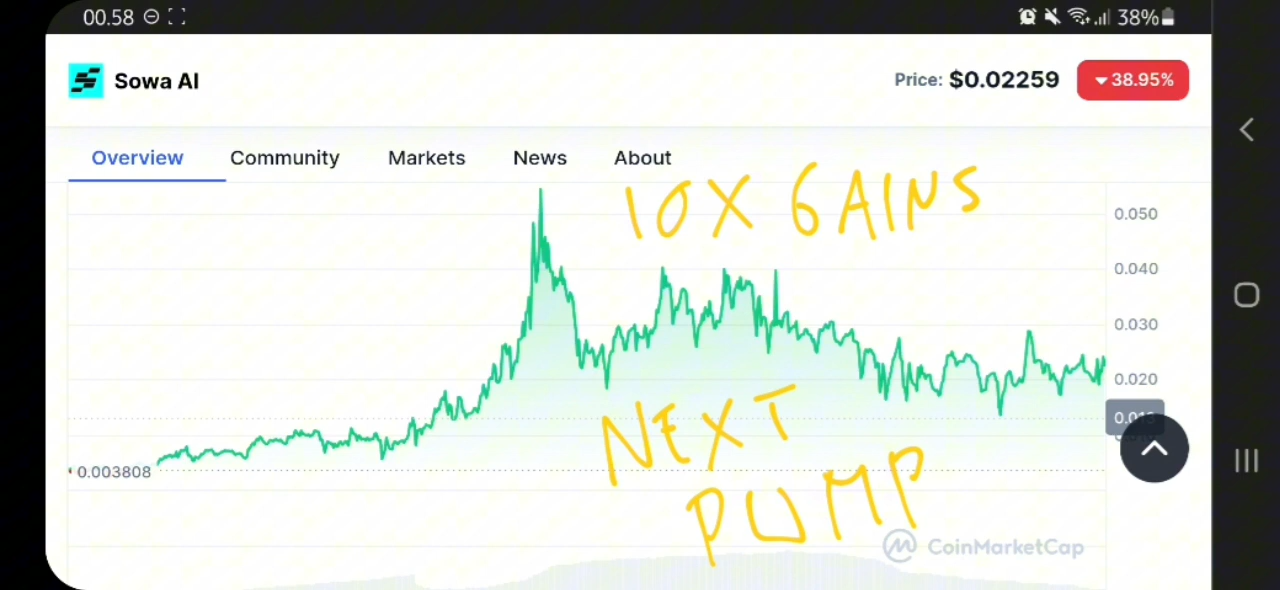 00.58
38%
Sowa AI
Price: $0.02259
38.95%
Overview Community Markets News About
10X GAINS
0.050
0.040
0.030
0.020
0.003808
NEXT
PUMP
CoinMarketCap